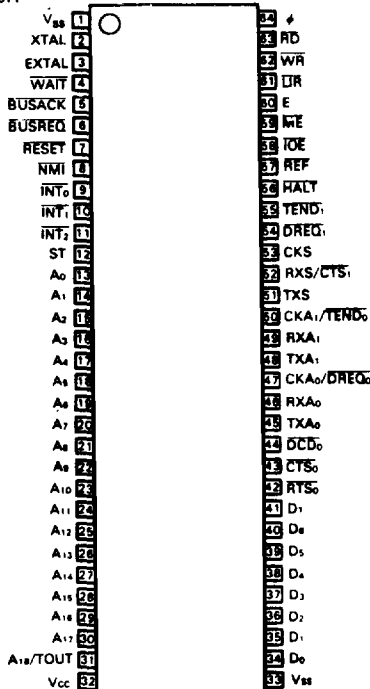 Vss 1
XTAL 2
EXTAL 3
WAIT 4
BUSACK 5
BUSREQ 6
RESET 7
NMI 8
INT₀ 9
INT₁ 10
INT₂ 11
ST 12
A₀ 13
A₁ 14
A₂ 15
A₃ 16
A₄ 17
A₅ 18
A₆ 19
A₇ 20
A₈ 21
A₉ 22
A₁₀ 23
A₁₁ 24
A₁₂ 25
A₁₃ 26
A₁₄ 27
A₁₅ 28
A₁₆ 29
A₁₇ 30
A₁₈/TOUT 31
Vcc 32
64 ϕ
63 RD
62 WR
61 LIR
60 E
59 ME
58 IOE
57 REF
56 HALT
55 TEND₁
54 DREQ₁
53 CKS
52 RXS/CTS₁
51 TXS
50 CKA₁/TEND₀
49 RXA₁
48 TXA₁
47 CKA₀/DREQ₀
46 RXA₀
45 TXA₀
44 DCD₀
43 CTS₀
42 RTS₀
41 D₇
40 D₆
39 D₅
38 D₄
37 D₃
36 D₂
35 D₁
34 D₀
33 Vss